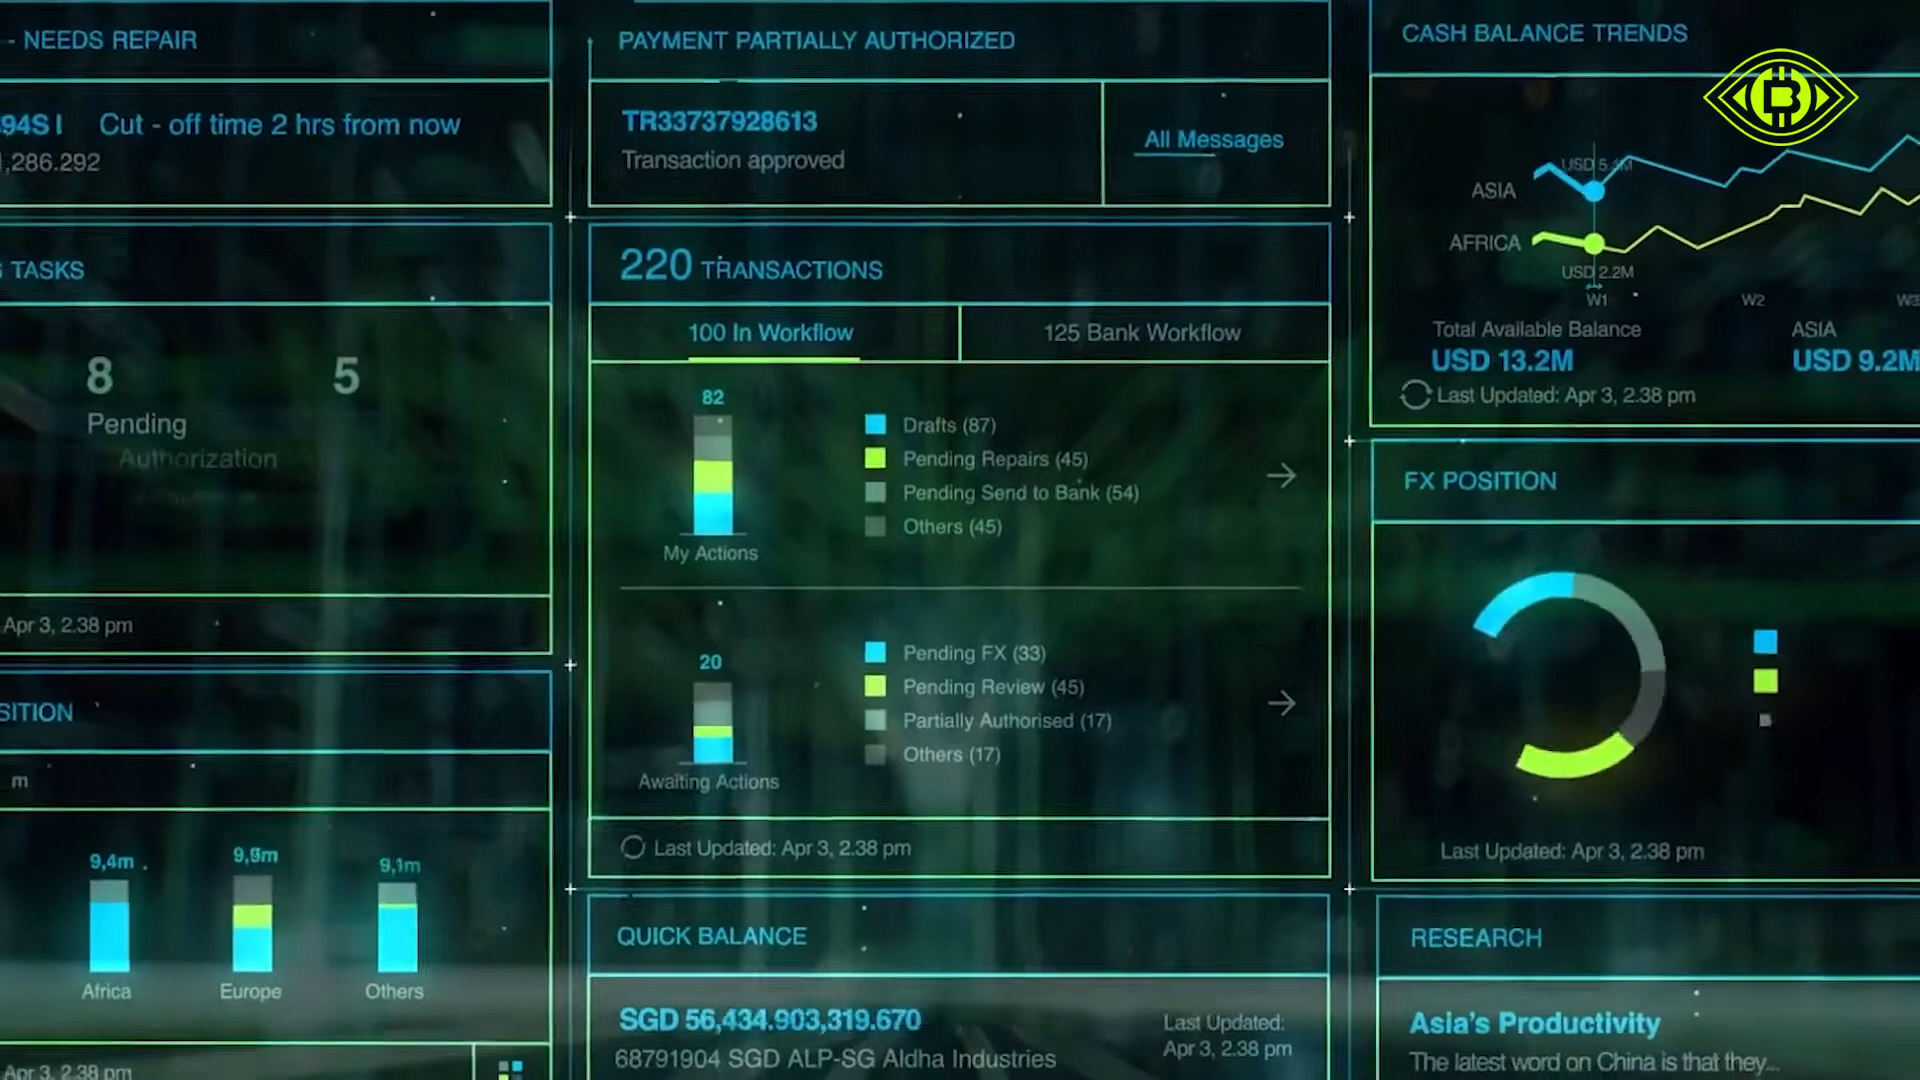 - NEEDS REPAIR
94S I Cut - off time 2 hrs from now
,286.292
TASKS
8
5
Pending
Authorization
Apr 3, 2.38 pm
SITION
m
9,4m
9,1m
Africa
Europe
Others
Apr 3, 2.38 pm
PAYMENT PARTIALLY AUTHORIZED
TR33737928613
Transaction approved
All Messages
220 TRANSACTIONS
100 In Workflow
125 Bank Workflow
82
My Actions
Drafts (87)
Pending Repairs (45)
Pending Send to Bank (54)
Others (45)
20
Awaiting Actions
Pending FX (33)
Pending Review (45)
Partially Authorised (17)
Others (17)
Last Updated: Apr 3, 2.38 pm
QUICK BALANCE
SGD 56,434.903,319.670
68791904 SGD ALP-SG Aldha Industries
Last Updated:
Apr 3, 2.38 pm
CASH BALANCE TRENDS
ASIA
AFRICA
USD 2.2M
W1
W2
W3
Total Available Balance
USD 13.2M
ASIA
USD 9.2M
Last Updated: Apr 3, 2.38 pm
FX POSITION
Last Updated: Apr 3, 2.38 pm
RESEARCH
Asia's Productivity
The latest word on China is that they...